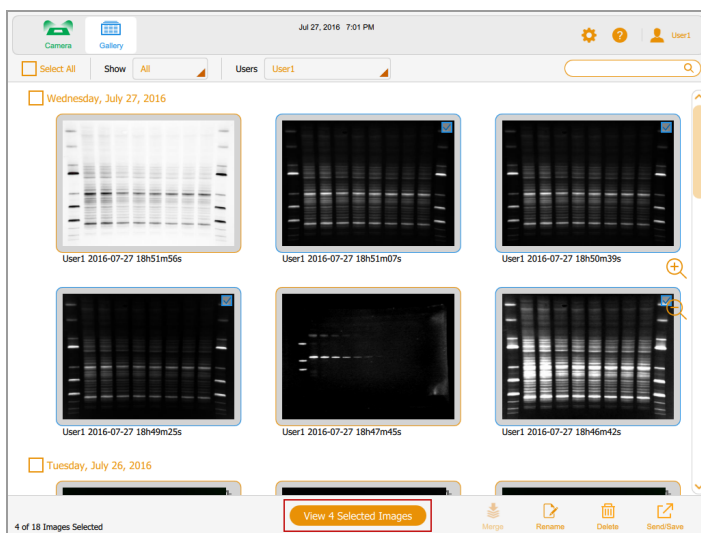 Jul 27, 2016 7:01 PM
Camera
Gallery
?
User1
Select All
Show
All
Users
User1
Wednesday, July 27, 2016
User1 2016-07-27 18h51m56s
User1 2016-07-27 18h51m07s
User1 2016-07-27 18h50m39s
User1 2016-07-27 18h49m25s
User1 2016-07-27 18h47m45s
User1 2016-07-27 18h46m42s
Tuesday, July 26, 2016
4 of 18 Images Selected
View 4 Selected Images
Merge
Rename
Delete
Send/Save